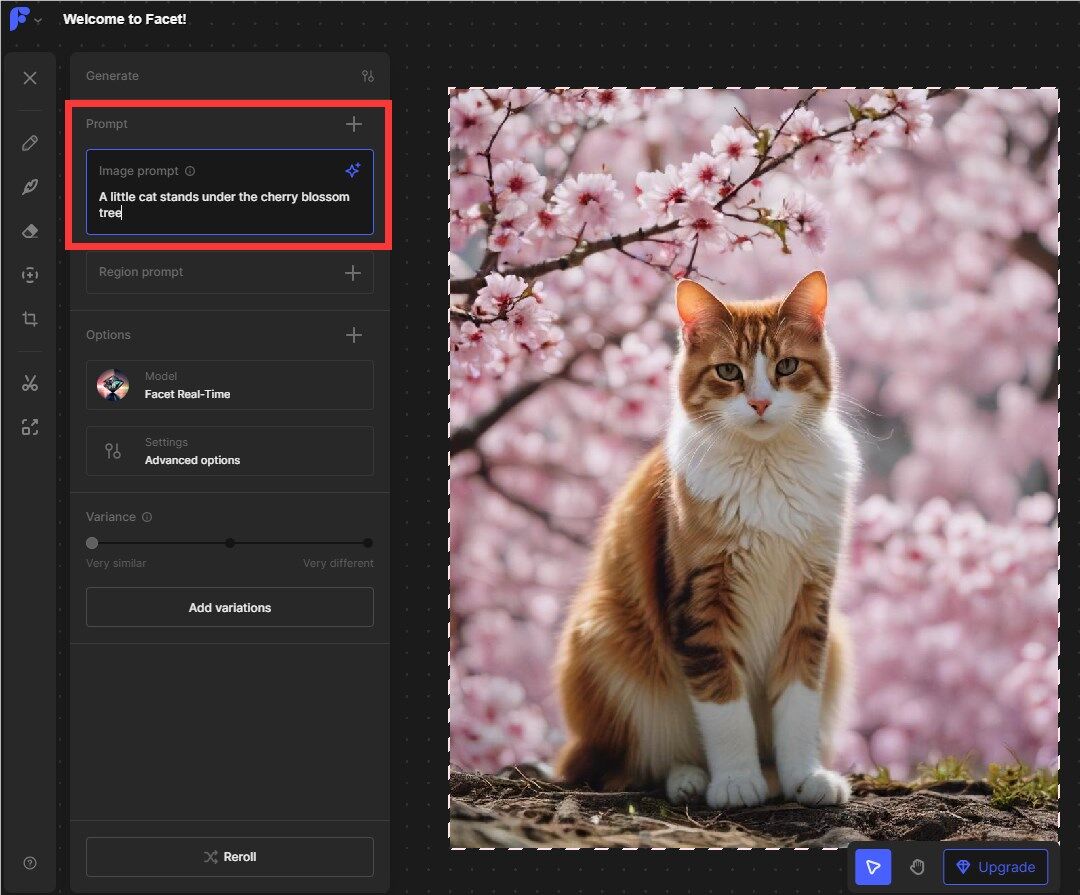 Welcome to Facet!
Generate
Prompt
Image prompt
A little cat stands under the cherry blossom
tree
Region prompt
Options
Model
Facet Real-Time
Settings
Advanced options
Variance
Very similar
Very different
Add variations
Reroll
Upgrade